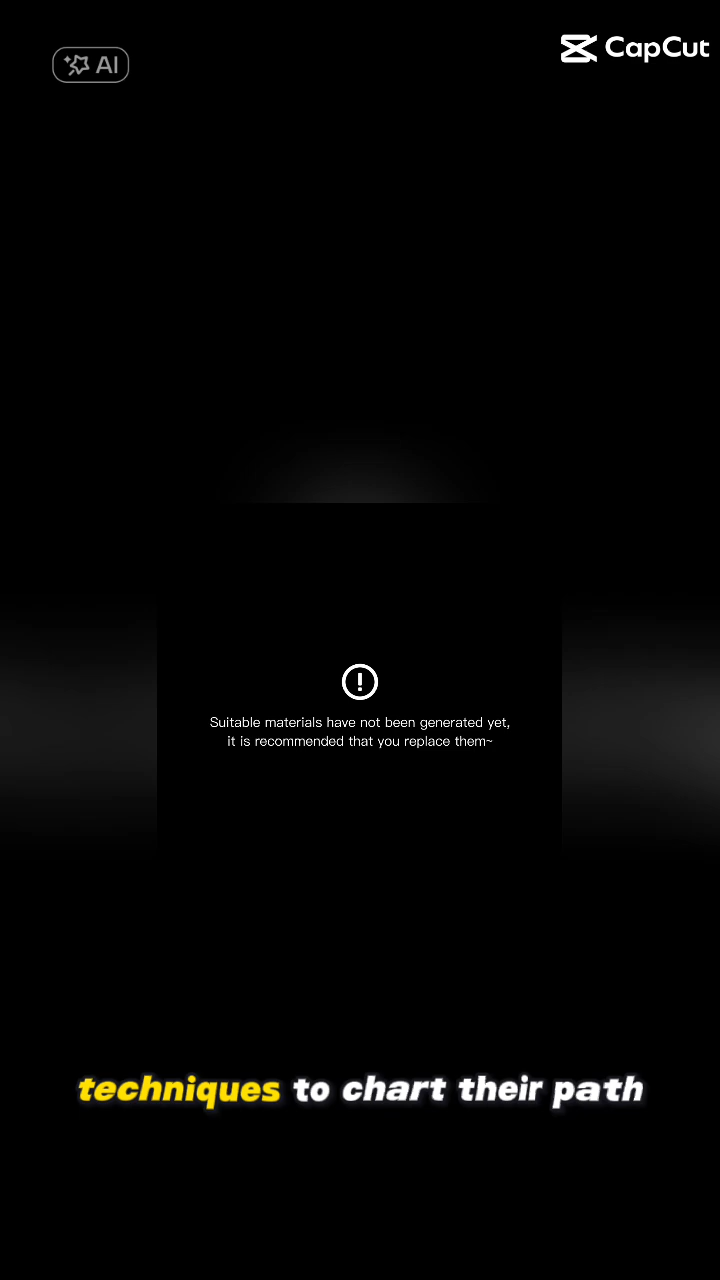 AI
CapCut
Suitable materials have not been generated yet,
it is recommended that you replace them~
techniques to chart their path